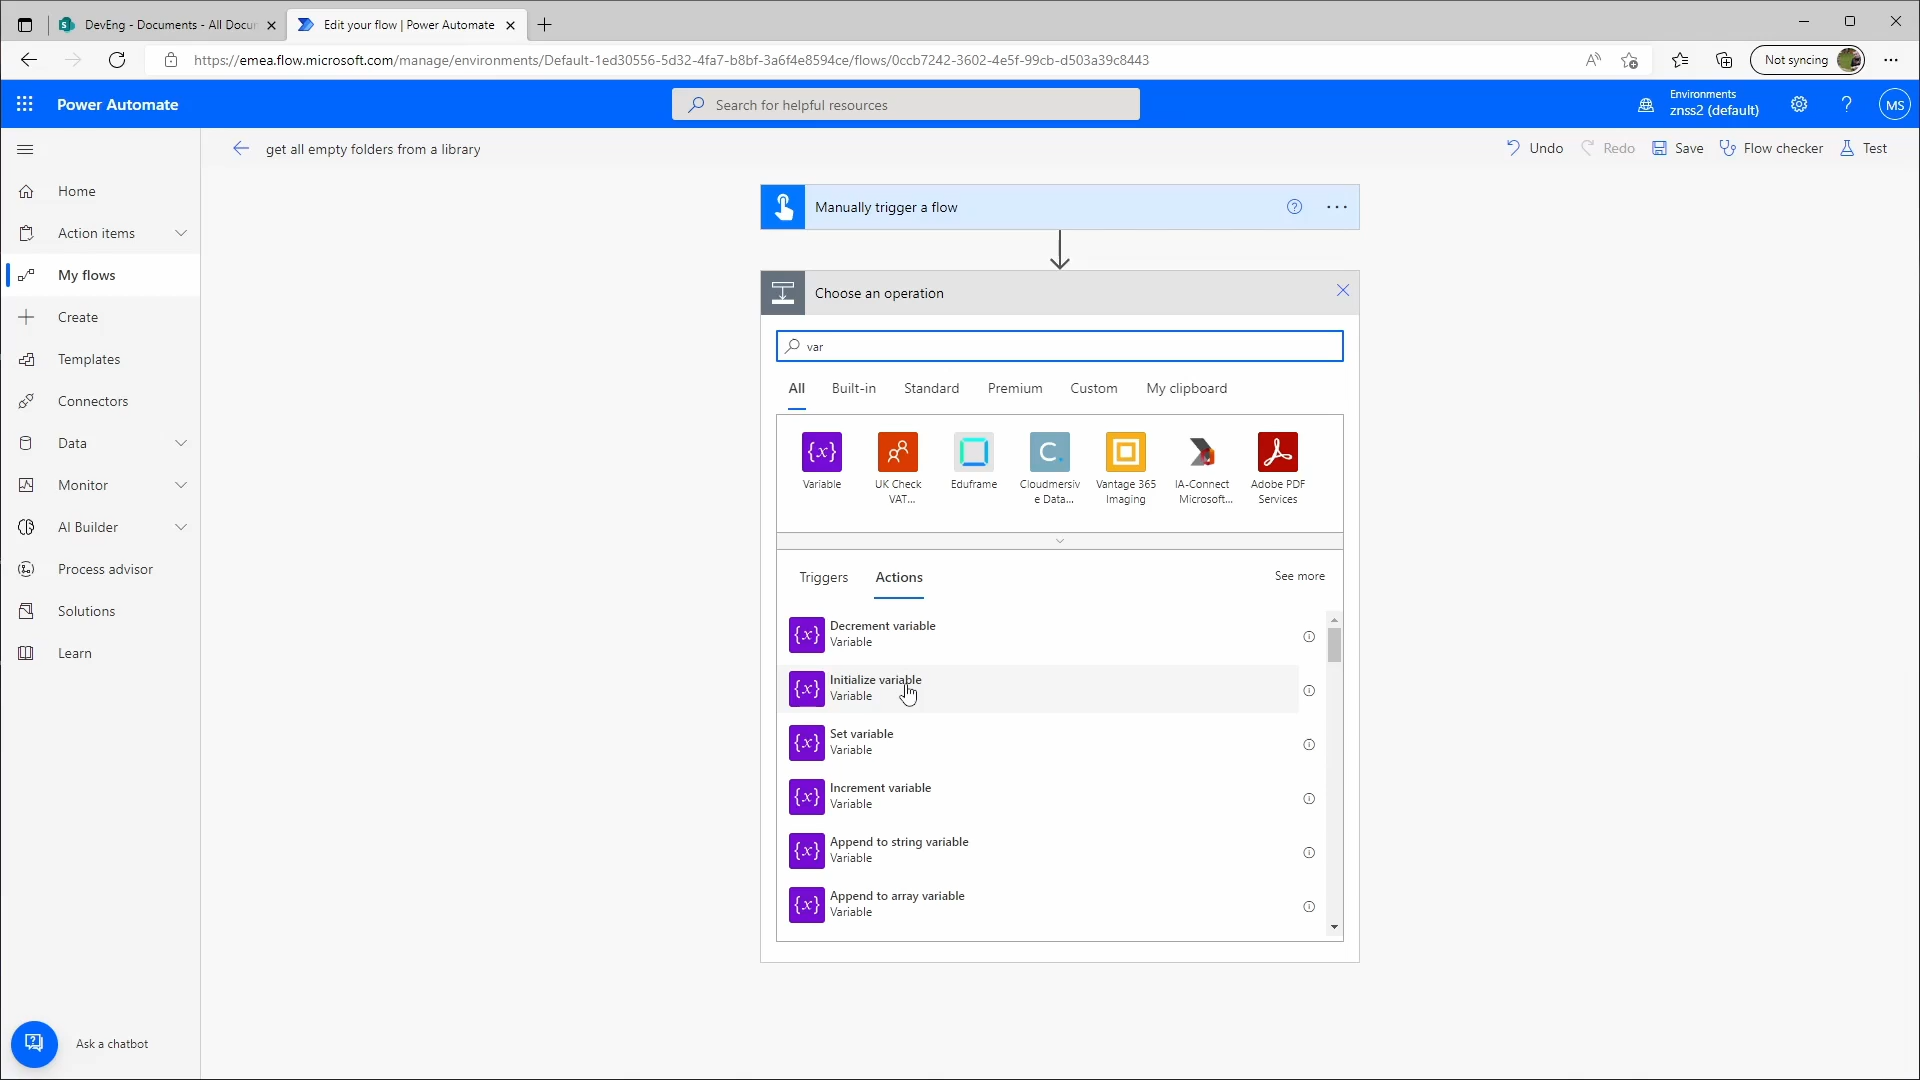 DevEng - Documents - All Docum
Edit your flow | Power Automate
https://emea.flow.microsoft.com/manage/environments/Default-1ed30556-5d32-4fa7-b8bf-3a6f4e8594ce/flows/0ccb7242-3602-4e5f-99cb-d503a39c8443
Not syncing
Power Automate
Search for helpful resources
Environments
znss2 (default)
MS
get all empty folders from a library
Undo
Redo
Save
Flow checker
Test
Home
Action items
My flows
Create
Templates
Connectors
Data
Monitor
AI Builder
Process advisor
Solutions
Learn
Ask a chatbot
Manually trigger a flow
Choose an operation
var
All
Built-in
Standard
Premium
Custom
My clipboard
Variable
UK Check
VAT...
Eduframe
Cloudmersiv
e Data...
Vantage 365
Imaging
IA-Connect
Microsoft...
Adobe PDF
Services
Triggers
Actions
See more
Decrement variable
Variable
Initialize variable
Variable
Set variable
Variable
Increment variable
Variable
Append to string variable
Variable
Append to array variable
Variable